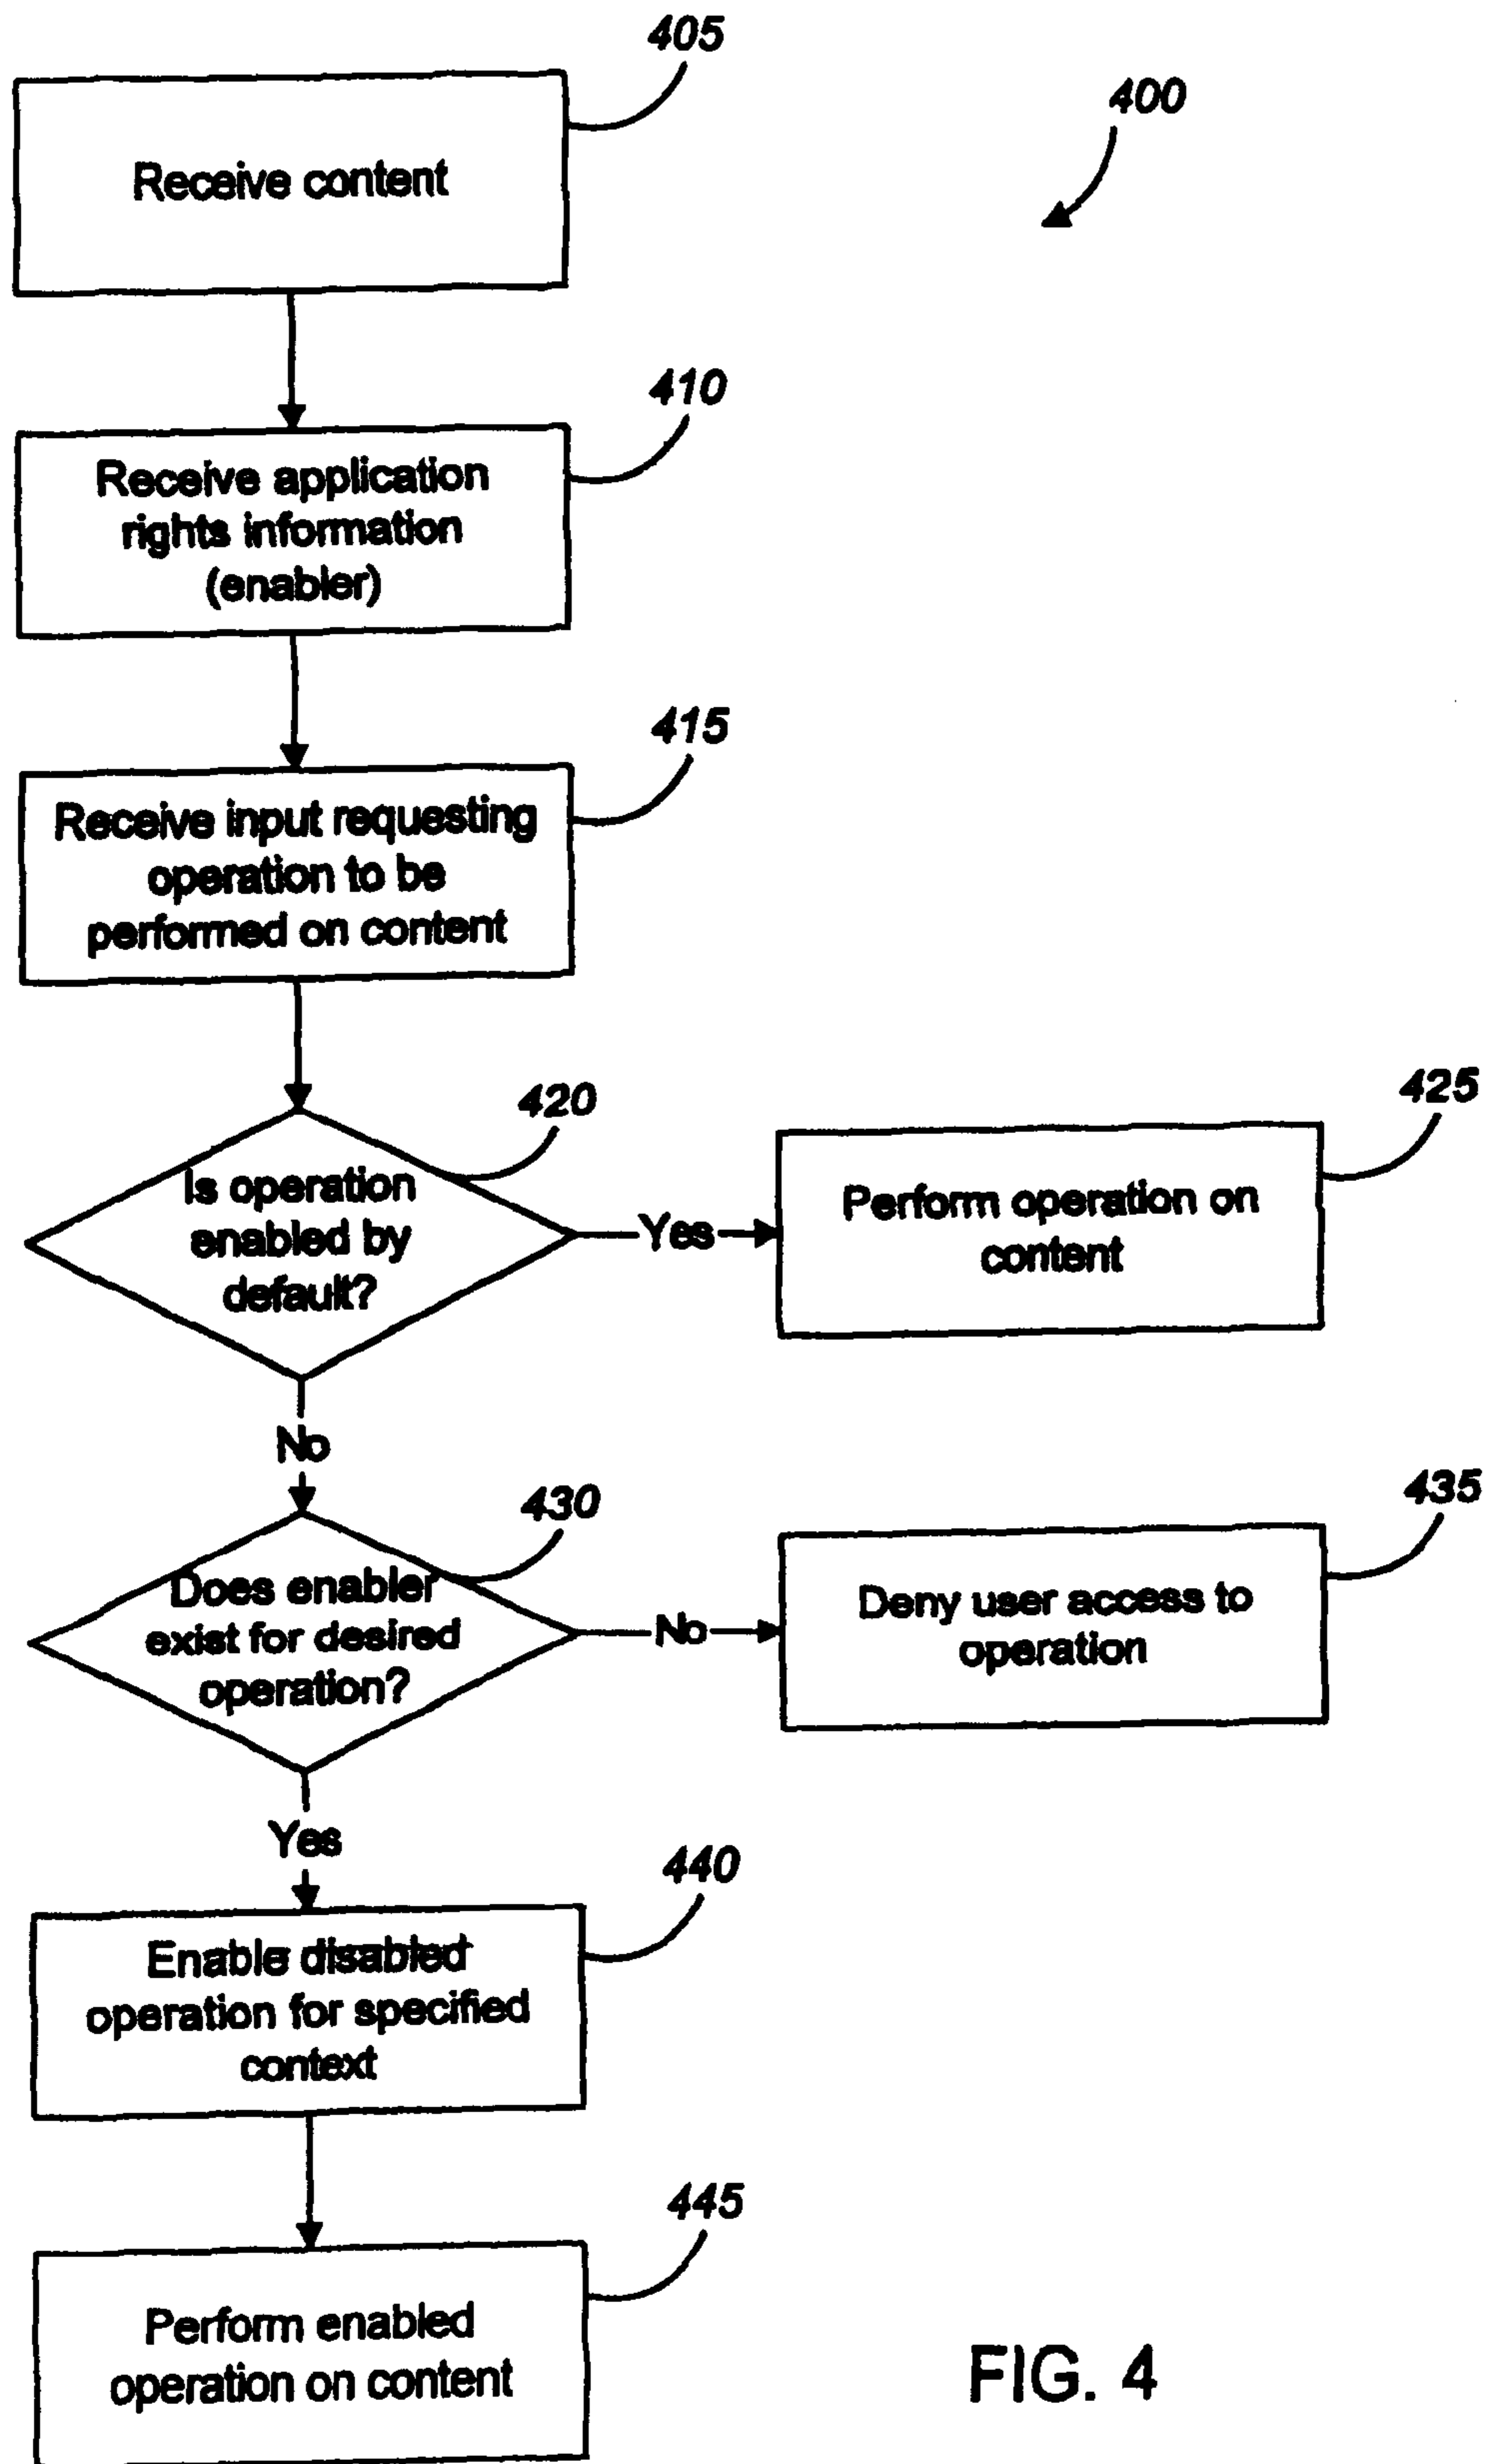 405
400
Receive content
410
Receive application
rights information
(enabler)
415
Receive input requesting
operation to be
performed on content
420
425
Is operation
enabled by
default?
Yes
Perform operation on
content
No
430
435
Does enabler
exist for desired
operation?
No
Deny user access to
operation
Yes
440
Enable disabled
operation for specified
context
445
Perform enabled
operation on content
FIG. 4